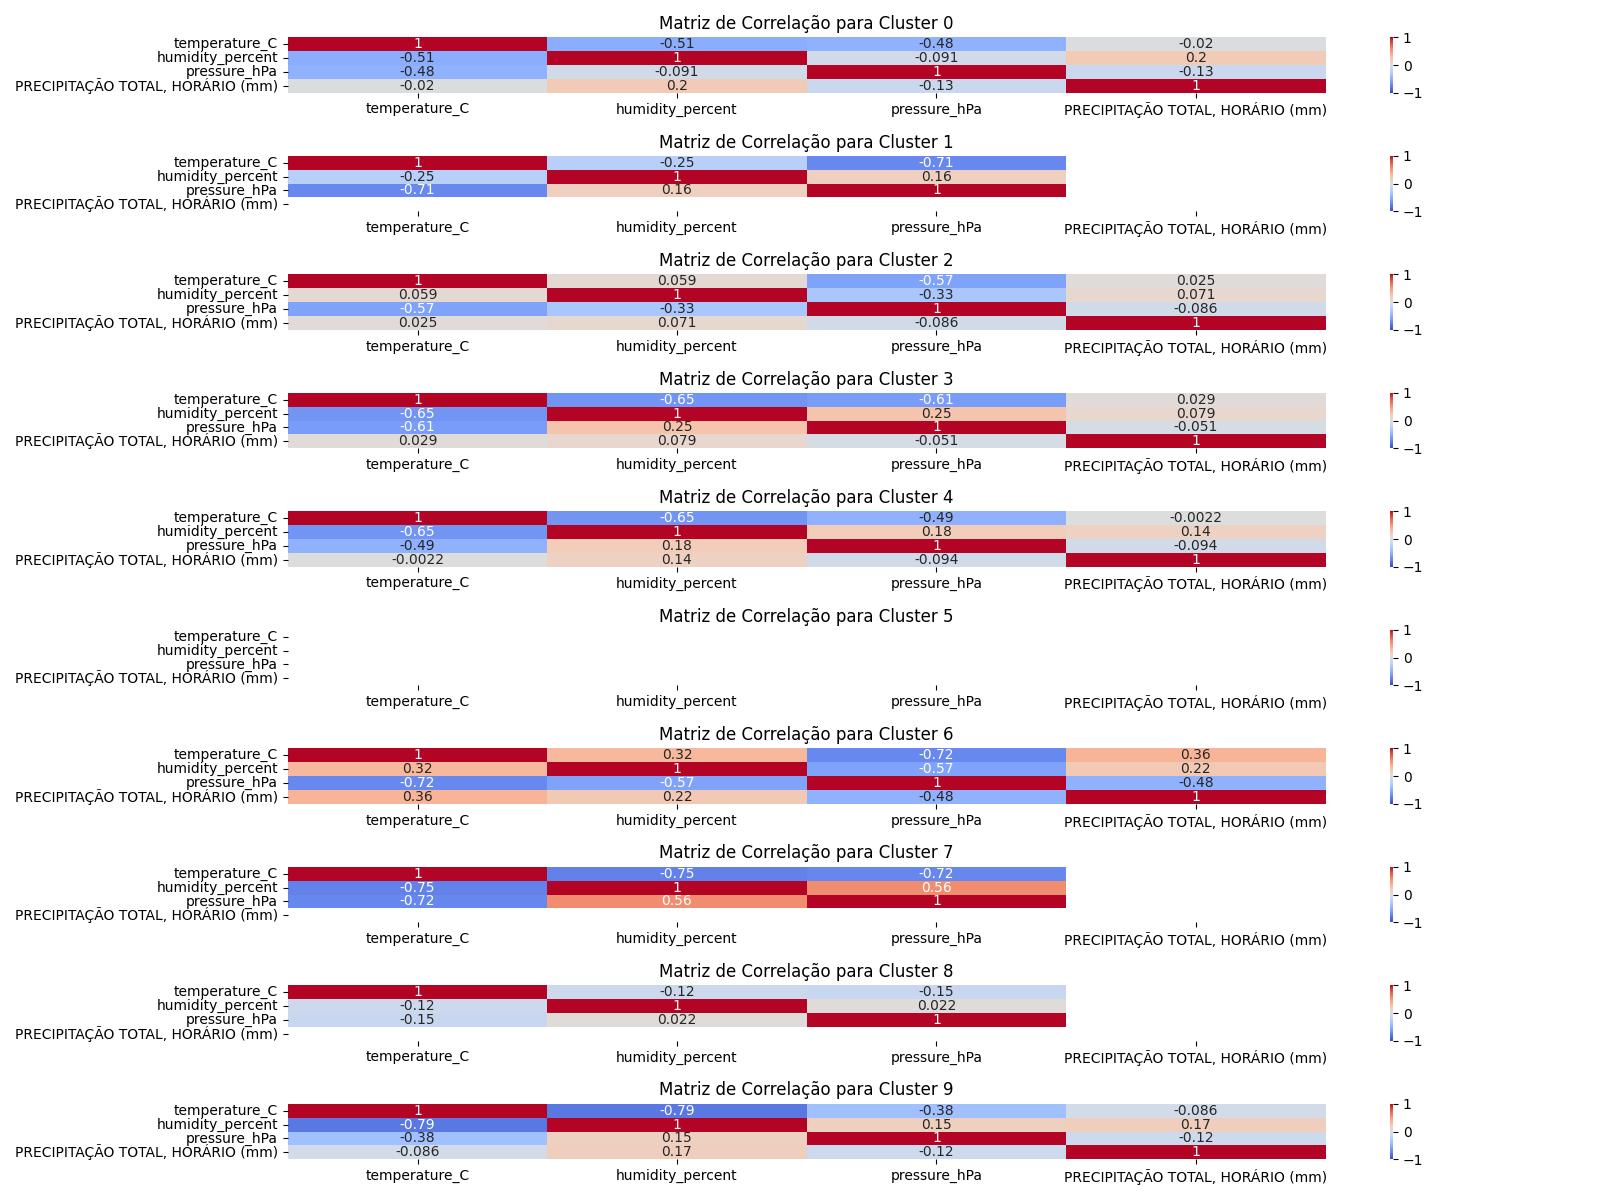 Matriz de Correlação para Cluster 0
temperature_C 1 -0.51 -0.48 -0.02 1
humidity_percent -0.51 1 -0.091 0.2 0
pressure_hPa -0.48 -0.091 1 -0.13
PRECIPITAÇÃO TOTAL, HORÁRIO (mm) -0.02 0.2 -0.13 1 −1
temperature_C humidity_percent pressure_hPa PRECIPITAÇÃO TOTAL, HORÁRIO (mm)
Matriz de Correlação para Cluster 1
temperature_C 1 -0.25 -0.71 1
humidity_percent -0.25 1 0.16 0
pressure_hPa -0.71 0.16 1
PRECIPITAÇÃO TOTAL, HORÁRIO (mm) −1
temperature_C humidity_percent pressure_hPa PRECIPITAÇÃO TOTAL, HORÁRIO (mm)
Matriz de Correlação para Cluster 2
temperature_C 1 0.059 -0.57 0.025 1
humidity_percent 0.059 1 -0.33 0.071 0
pressure_hPa -0.57 -0.33 1 -0.086
PRECIPITAÇÃO TOTAL, HORÁRIO (mm) 0.025 0.071 -0.086 1 −1
temperature_C humidity_percent pressure_hPa PRECIPITAÇÃO TOTAL, HORÁRIO (mm)
Matriz de Correlação para Cluster 3
temperature_C 1 -0.65 -0.61 0.029 1
humidity_percent -0.65 1 0.25 0.079 0
pressure_hPa -0.61 0.25 1 -0.051
PRECIPITAÇÃO TOTAL, HORÁRIO (mm) 0.029 0.079 -0.051 1 −1
temperature_C humidity_percent pressure_hPa PRECIPITAÇÃO TOTAL, HORÁRIO (mm)
Matriz de Correlação para Cluster 4
temperature_C 1 -0.65 -0.49 -0.0022 1
humidity_percent -0.65 1 0.18 0.14 0
pressure_hPa -0.49 0.18 1 -0.094
PRECIPITAÇÃO TOTAL, HORÁRIO (mm) -0.0022 0.14 -0.094 1 −1
temperature_C humidity_percent pressure_hPa PRECIPITAÇÃO TOTAL, HORÁRIO (mm)
Matriz de Correlação para Cluster 5
temperature_C 1
humidity_percent 0
pressure_hPa
PRECIPITAÇÃO TOTAL, HORÁRIO (mm) −1
temperature_C humidity_percent pressure_hPa PRECIPITAÇÃO TOTAL, HORÁRIO (mm)
Matriz de Correlação para Cluster 6
temperature_C 1 0.32 -0.72 0.36 1
humidity_percent 0.32 1 -0.57 0.22 0
pressure_hPa -0.72 -0.57 1 -0.48
PRECIPITAÇÃO TOTAL, HORÁRIO (mm) 0.36 0.22 -0.48 1 −1
temperature_C humidity_percent pressure_hPa PRECIPITAÇÃO TOTAL, HORÁRIO (mm)
Matriz de Correlação para Cluster 7
temperature_C 1 -0.75 -0.72 1
humidity_percent -0.75 1 0.56 0
pressure_hPa -0.72 0.56 1
PRECIPITAÇÃO TOTAL, HORÁRIO (mm) −1
temperature_C humidity_percent pressure_hPa PRECIPITAÇÃO TOTAL, HORÁRIO (mm)
Matriz de Correlação para Cluster 8
temperature_C 1 -0.12 -0.15 1
humidity_percent -0.12 1 0.022 0
pressure_hPa -0.15 0.022 1
PRECIPITAÇÃO TOTAL, HORÁRIO (mm) −1
temperature_C humidity_percent pressure_hPa PRECIPITAÇÃO TOTAL, HORÁRIO (mm)
Matriz de Correlação para Cluster 9
temperature_C 1 -0.79 -0.38 -0.086 1
humidity_percent -0.79 1 0.15 0.17 0
pressure_hPa -0.38 0.15 1 -0.12
PRECIPITAÇÃO TOTAL, HORÁRIO (mm) -0.086 0.17 -0.12 1 −1
temperature_C humidity_percent pressure_hPa PRECIPITAÇÃO TOTAL, HORÁRIO (mm)